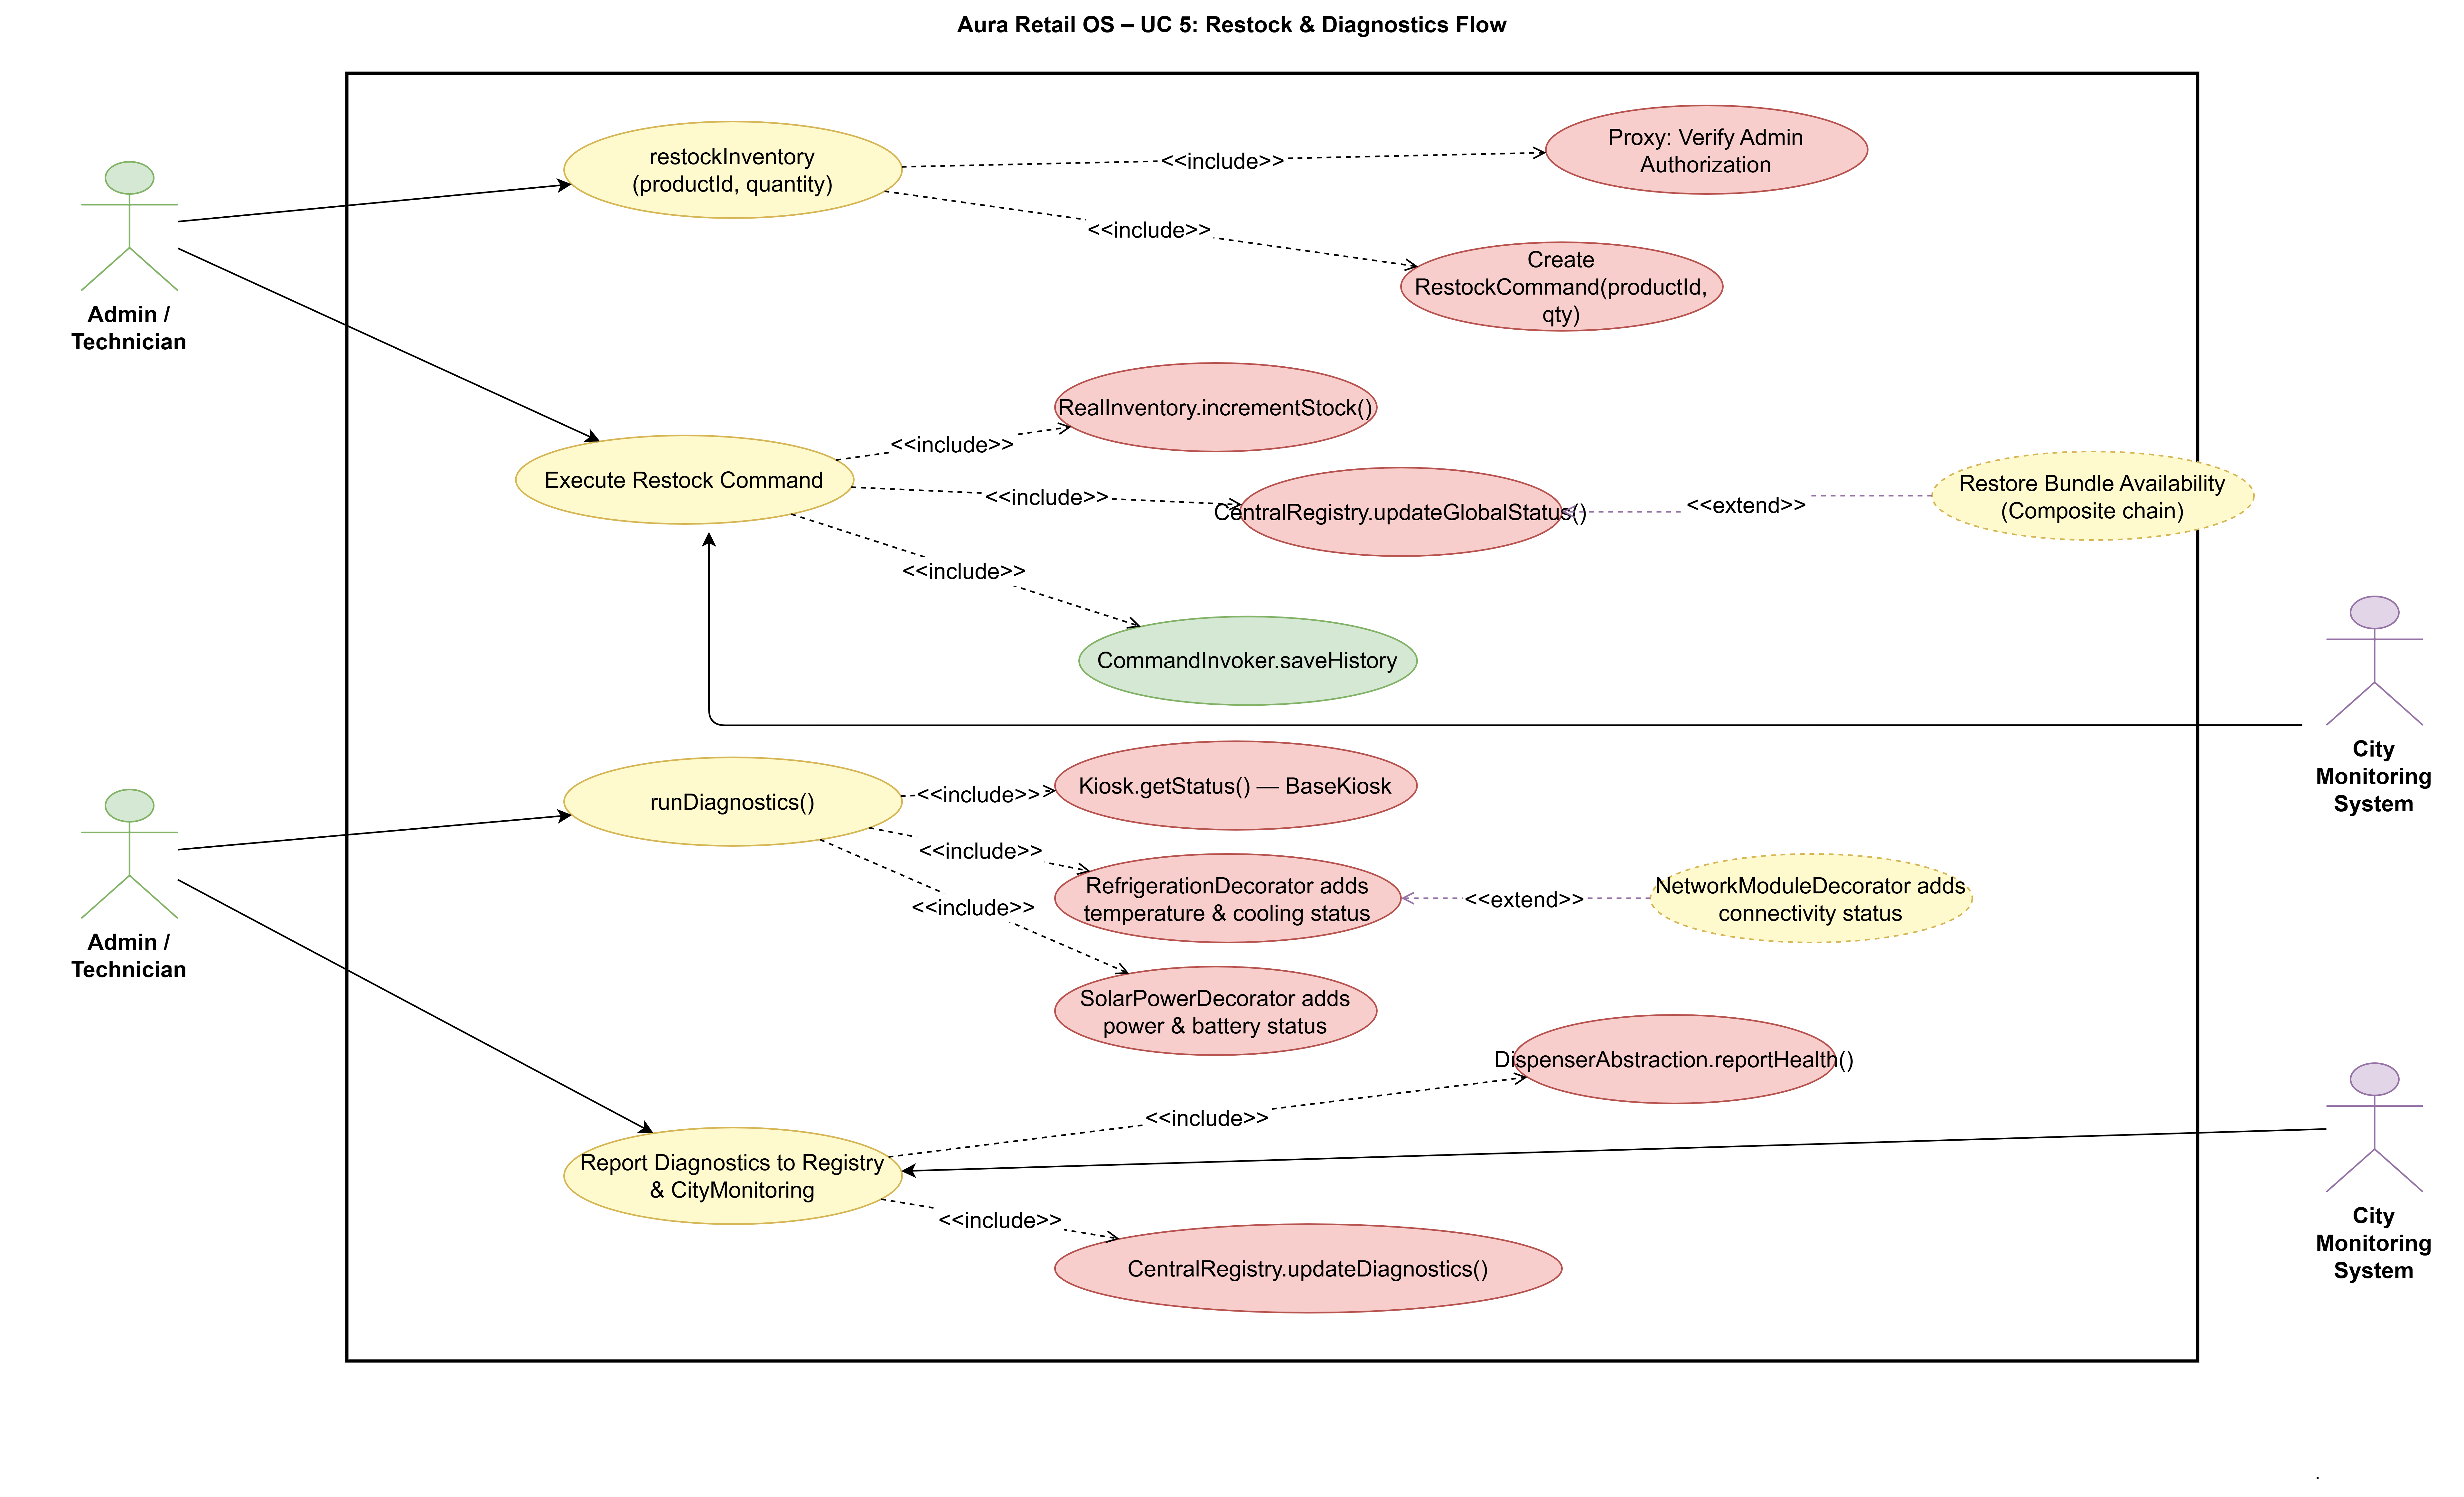 Aura Retail OS – UC 5: Restock & Diagnostics Flow
Admin /
Technician
restockInventory
(productId, quantity)
<<include>>
Proxy: Verify Admin
Authorization
<<include>>
Create
RestockCommand(productId,
qty)
Execute Restock Command
<<include>>
RealInventory.incrementStock()
<<include>>
CentralRegistry.updateGlobalStatus()
<<extend>>
Restore Bundle Availability
(Composite chain)
<<include>>
CommandInvoker.saveHistory
City
Monitoring
System
Admin /
Technician
runDiagnostics()
<<include>>
Kiosk.getStatus() — BaseKiosk
<<include>>
RefrigerationDecorator adds
temperature & cooling status
<<extend>>
NetworkModuleDecorator adds
connectivity status
<<include>>
SolarPowerDecorator adds
power & battery status
Report Diagnostics to Registry
& CityMonitoring
<<include>>
DispenserAbstraction.reportHealth()
<<include>>
CentralRegistry.updateDiagnostics()
City
Monitoring
System
.